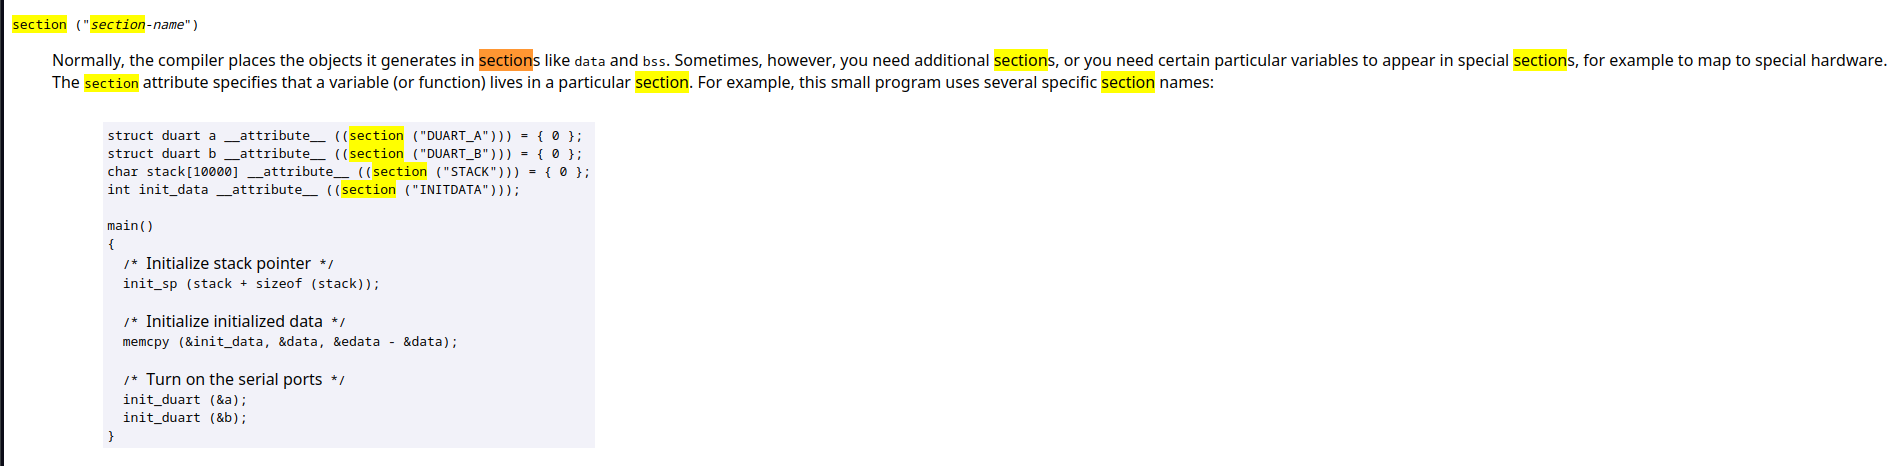 section ("section-name")
Normally, the compiler places the objects it generates in sections like data and bss. Sometimes, however, you need additional sections, or you need certain particular variables to appear in special sections, for example to map to special hardware.
The section attribute specifies that a variable (or function) lives in a particular section. For example, this small program uses several specific section names:
struct duart a __attribute__ ((section ("DUART_A"))) = { 0 };
struct duart b __attribute__ ((section ("DUART_B"))) = { 0 };
char stack[10000] __attribute__ ((section ("STACK"))) = { 0 };
int init_data __attribute__ ((section ("INITDATA")));
main()
{
/* Initialize stack pointer */
init_sp (stack + sizeof (stack));
/* Initialize initialized data */
memcpy (&init_data, &data, &edata - &data);
/* Turn on the serial ports */
init_duart (&a);
init_duart (&b);
}